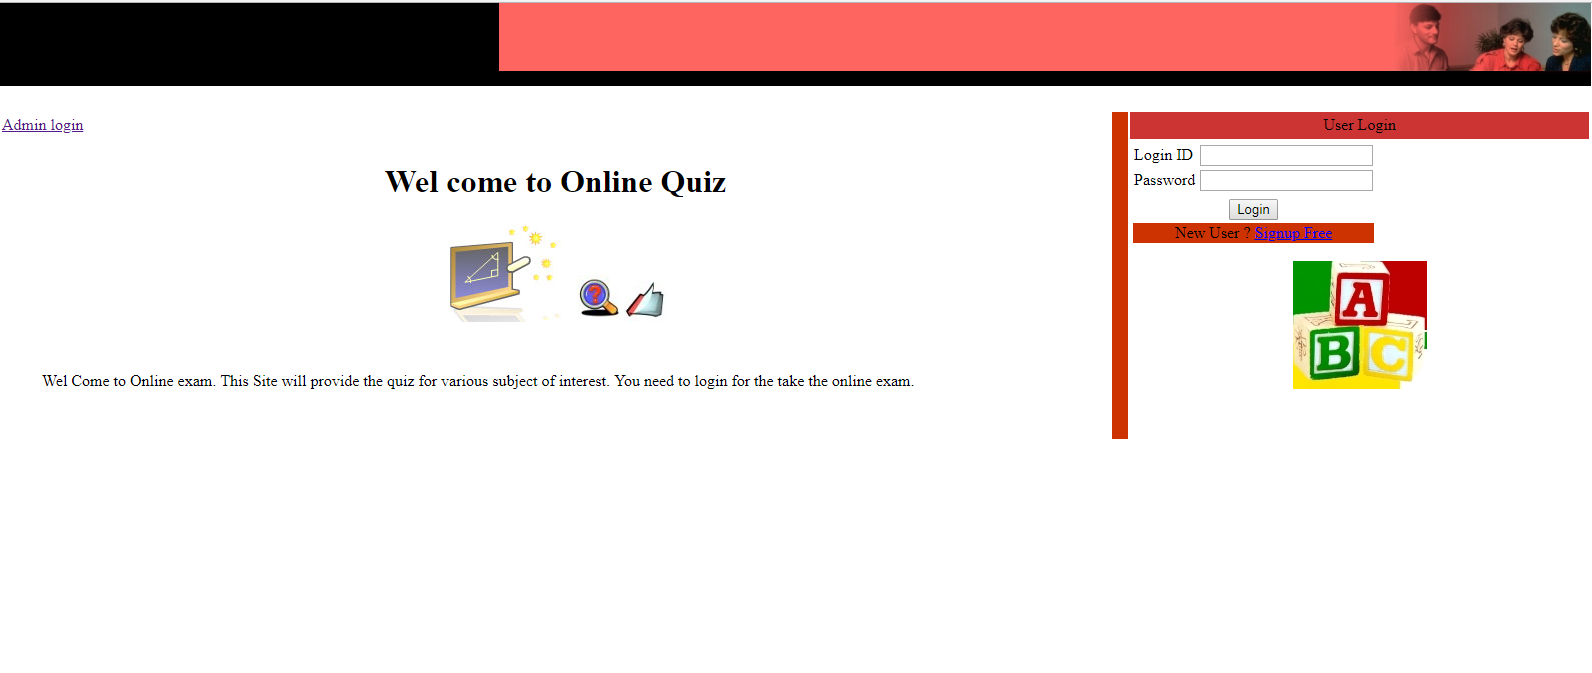 Admin login
Wel come to Online Quiz
?
Wel Come to Online exam. This Site will provide the quiz for various subject of interest. You need to login for the take the online exam.
User Login
Login ID
Password
Login
New User ? Signup Free
A
B C